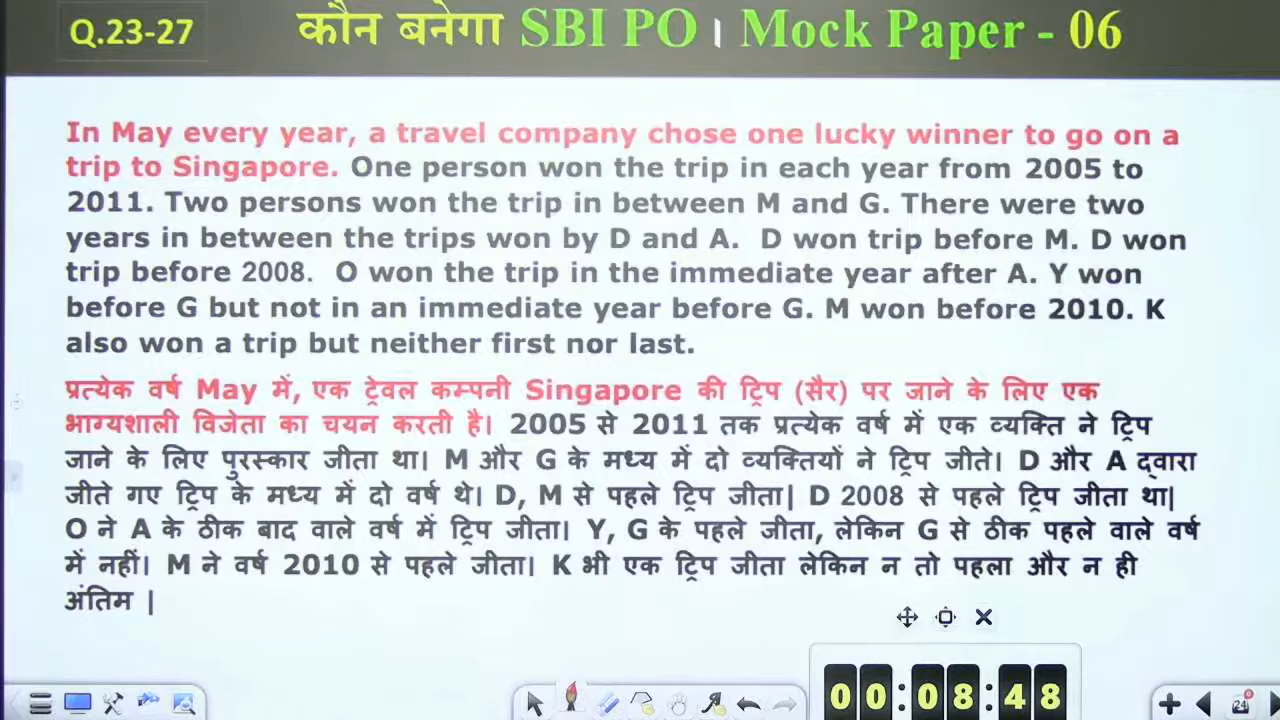 Q.23-27
कौन बनेगा SBI PO । Mock Paper - 06
In May every year, a travel company chose one lucky winner to go on a
trip to Singapore. One person won the trip in each year from 2005 to
2011. Two persons won the trip in between M and G. There were two
years in between the trips won by D and A. D won trip before M. D won
trip before 2008. O won the trip in the immediate year after A. Y won
before G but not in an immediate year before G. M won before 2010. K
also won a trip but neither first nor last.
प्रत्येक वर्ष May में, एक ट्रेवल कम्पनी Singapore की ट्रिप (सैर) पर जाने के लिए एक
भाग्यशाली विजेता का चयन करती है। 2005 से 2011 तक प्रत्येक वर्ष में एक व्यक्ति ने ट्रिप
जाने के लिए पुरस्कार जीता था। M और G के मध्य में दो व्यक्तियों ने ट्रिप जीते। D और A द्वारा
जीते गए ट्रिप के मध्य में दो वर्ष थे। D, M से पहले ट्रिप जीता| D 2008 से पहले ट्रिप जीता था|
O ने A के ठीक बाद वाले वर्ष में ट्रिप जीता। Y, G के पहले जीता, लेकिन G से ठीक पहले वाले वर्ष
में नहीं। M ने वर्ष 2010 से पहले जीता। K भी एक ट्रिप जीता लेकिन न तो पहला और न ही
अंतिम |
00:08:48
24